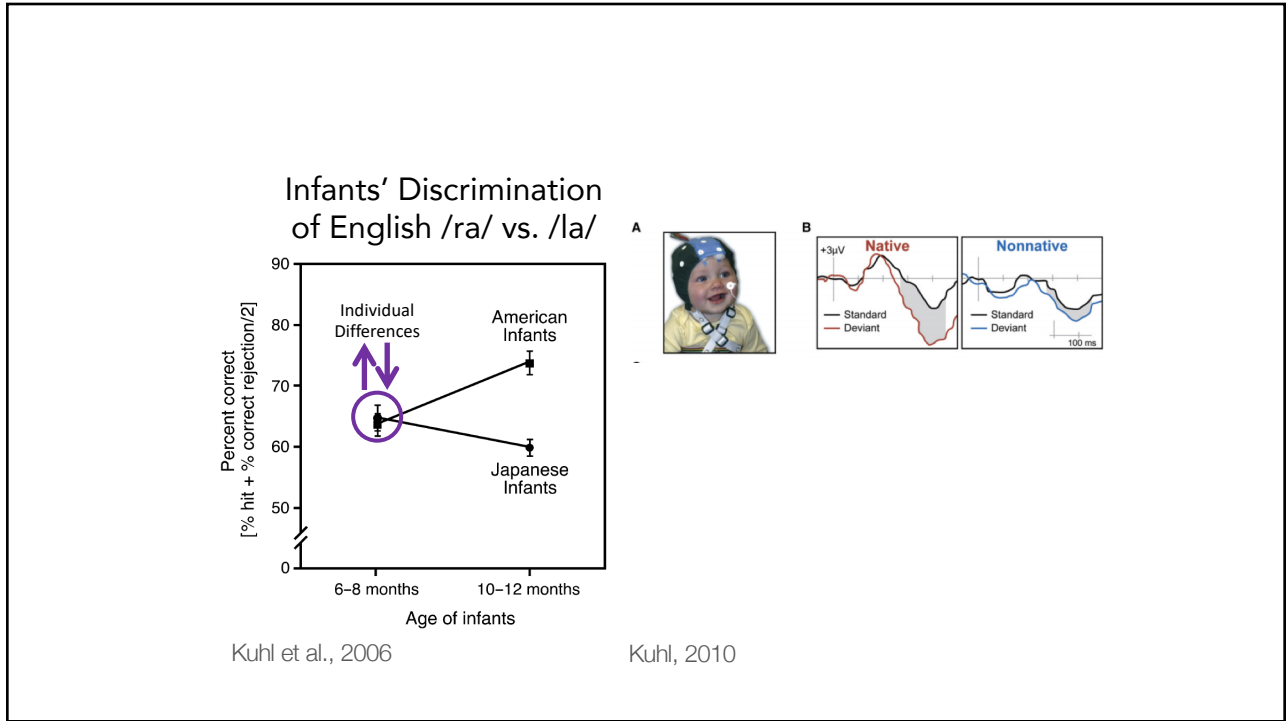 Infants’ Discrimination
of English /ra/ vs. /la/
90
80
70
60
50
0
Percent correct
[% hit + % correct rejection/2]
Individual
Differences
American
Infants
Japanese
Infants
6–8 months
10–12 months
Age of infants
Kuhl et al., 2006
A
B
+3µV
Native
Standard
Deviant
Nonnative
Standard
Deviant
100 ms
Kuhl, 2010